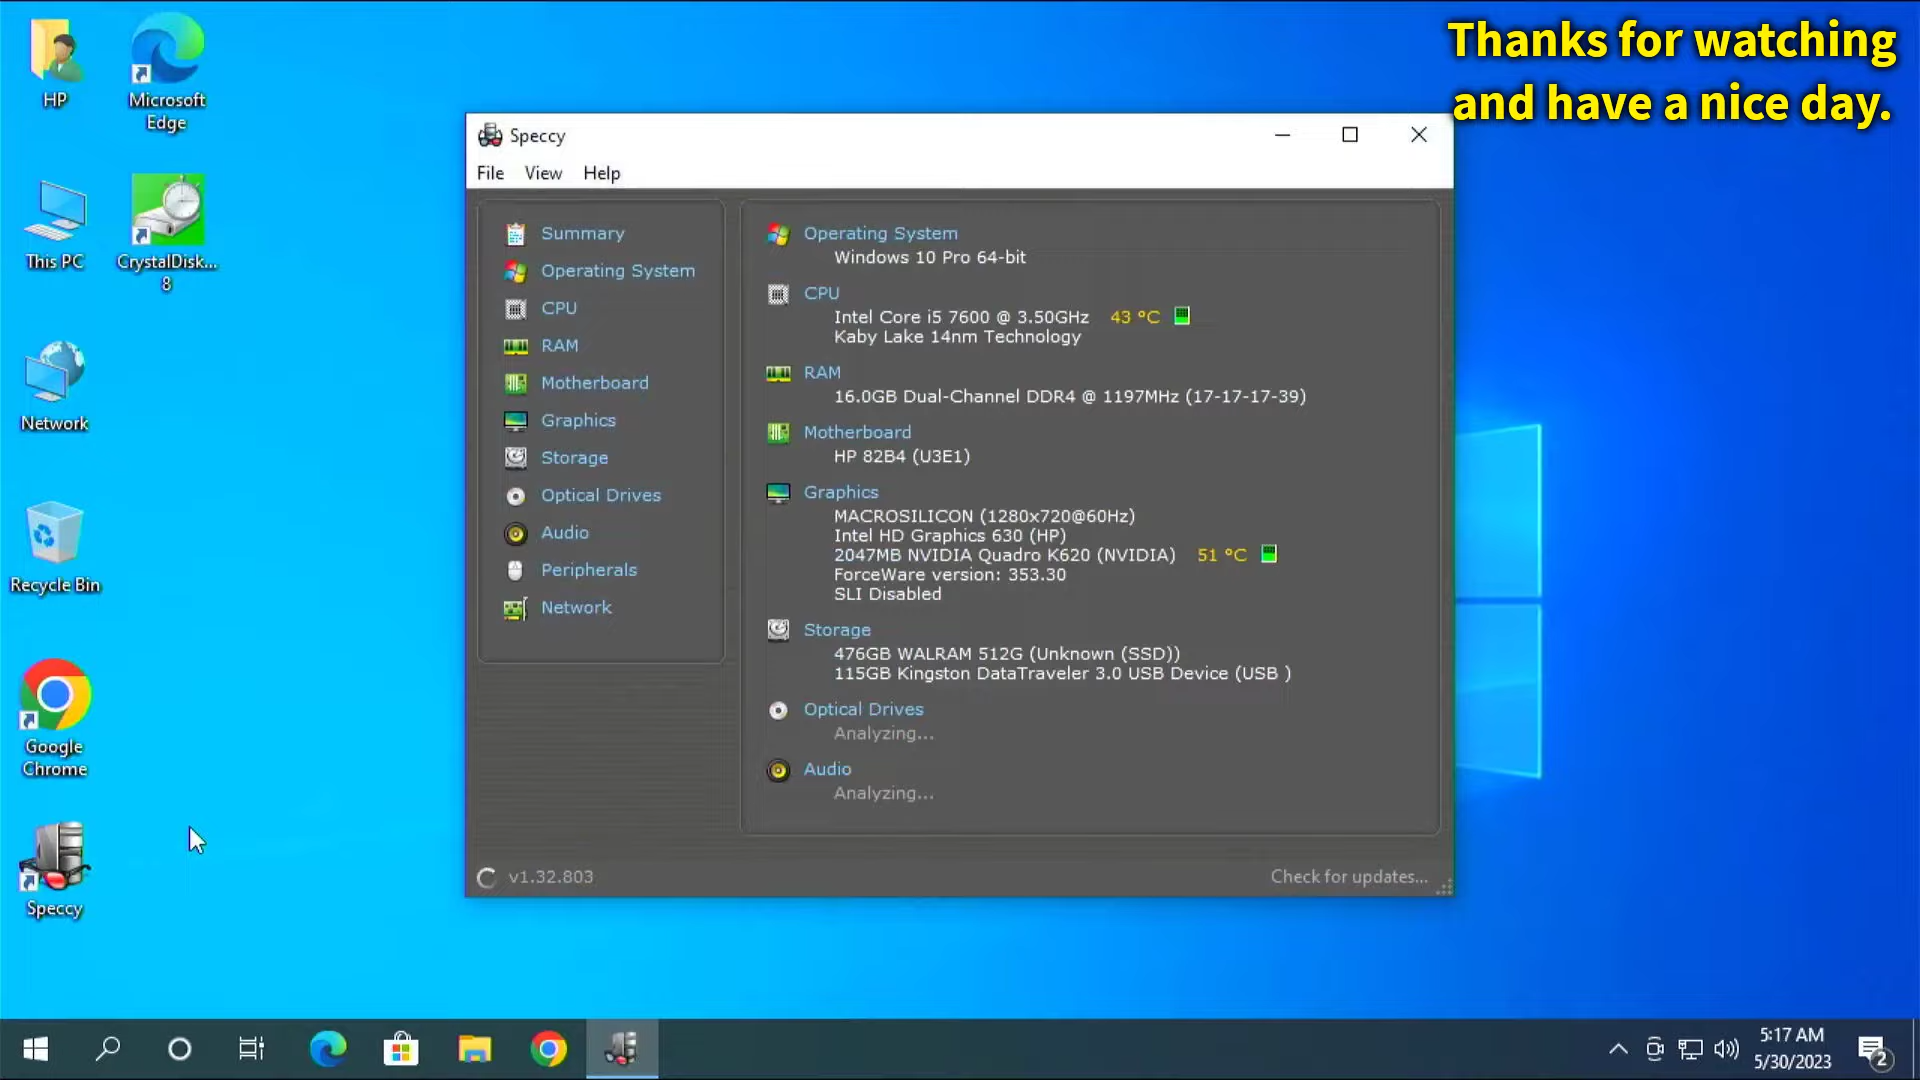 Thanks for watching
and have a nice day.
HP
Microsoft
Edge
This PC
CrystalDisk...
8
Network
Recycle Bin
Google
Chrome
Speccy
Speccy
File View Help
Summary
Operating System
CPU
RAM
Motherboard
Graphics
Storage
Optical Drives
Audio
Peripherals
Network
Operating System
Windows 10 Pro 64-bit
CPU
Intel Core i5 7600 @ 3.50GHz 43 °C
Kaby Lake 14nm Technology
RAM
16.0GB Dual-Channel DDR4 @ 1197MHz (17-17-17-39)
Motherboard
HP 82B4 (U3E1)
Graphics
MACROSILICON (1280x720@60Hz)
Intel HD Graphics 630 (HP)
2047MB NVIDIA Quadro K620 (NVIDIA) 51 °C
ForceWare version: 353.30
SLI Disabled
Storage
476GB WALRAM 512G (Unknown (SSD))
115GB Kingston DataTraveler 3.0 USB Device (USB )
Optical Drives
Analyzing...
Audio
Analyzing...
v1.32.803
Check for updates...
5:17 AM
5/30/2023
2